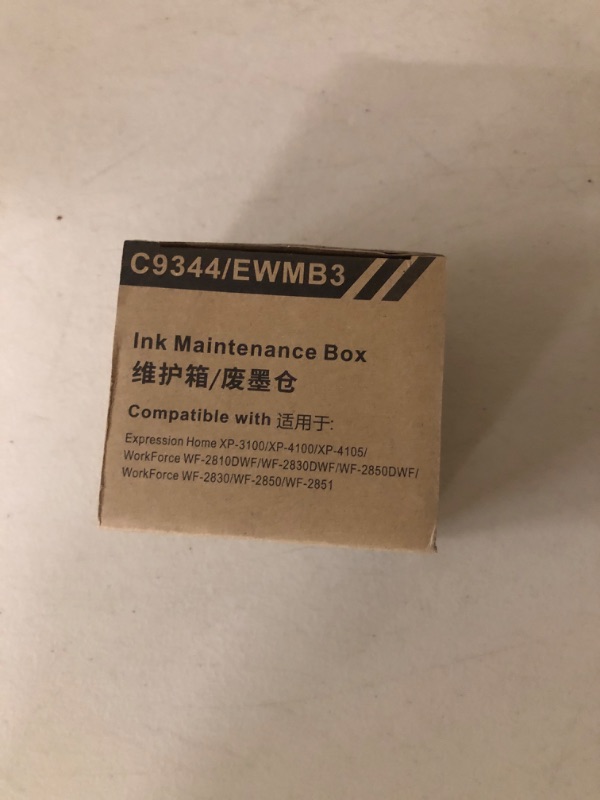 C9344/EWMB3
Ink Maintenance Box
维护箱/废墨仓
Compatible with 适用于:
Expression Home XP-3100/XP-4100/XP-4105/
WorkForce WF-2810DWF/WF-2830DWF/WF-2850DWF/
WorkForce WF-2830/WF-2850/WF-2851